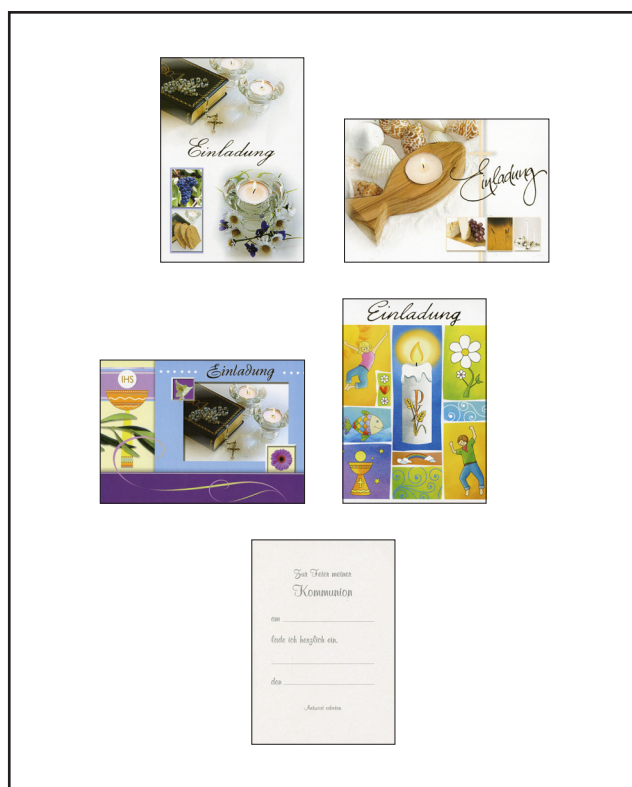 Einladung
Einladung
IHS
Einladung
Einladung
Zur Feier meiner
Kommunion
am
lade ich herzlich ein.
den
Antwort erbeten